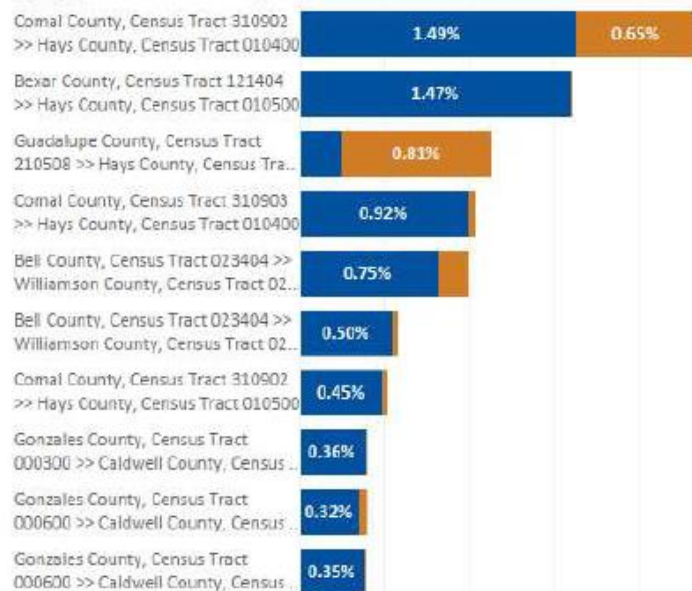 Comal County, Census Tract 310902
>> Hays County, Census Tract 010400
1.49%
0.65%
Bexar County, Census Tract 121404
>> Hays County, Census Tract 010500
1.47%
Guadalupe County, Census Tract
210508 >> Hays County, Census Tra..
0.81%
Comal County, Census Tract 310903
>> Hays County, Census Tract 010400
0.92%
Bell County, Census Tract 023404 >>
Williamson County, Census Tract 02..
0.75%
Bell County, Census Tract 023404 >>
Williamson County, Census Tract 02..
0.50%
Comal County, Census Tract 310902
>> Hays County, Census Tract 010500
0.45%
Gonzales County, Census Tract
000300 >> Caldwell County, Census ..
0.36%
Gonzales County, Census Tract
000600 >> Caldwell County, Census ..
0.32%
Gonzales County, Census Tract
000600 >> Caldwell County, Census ..
0.35%